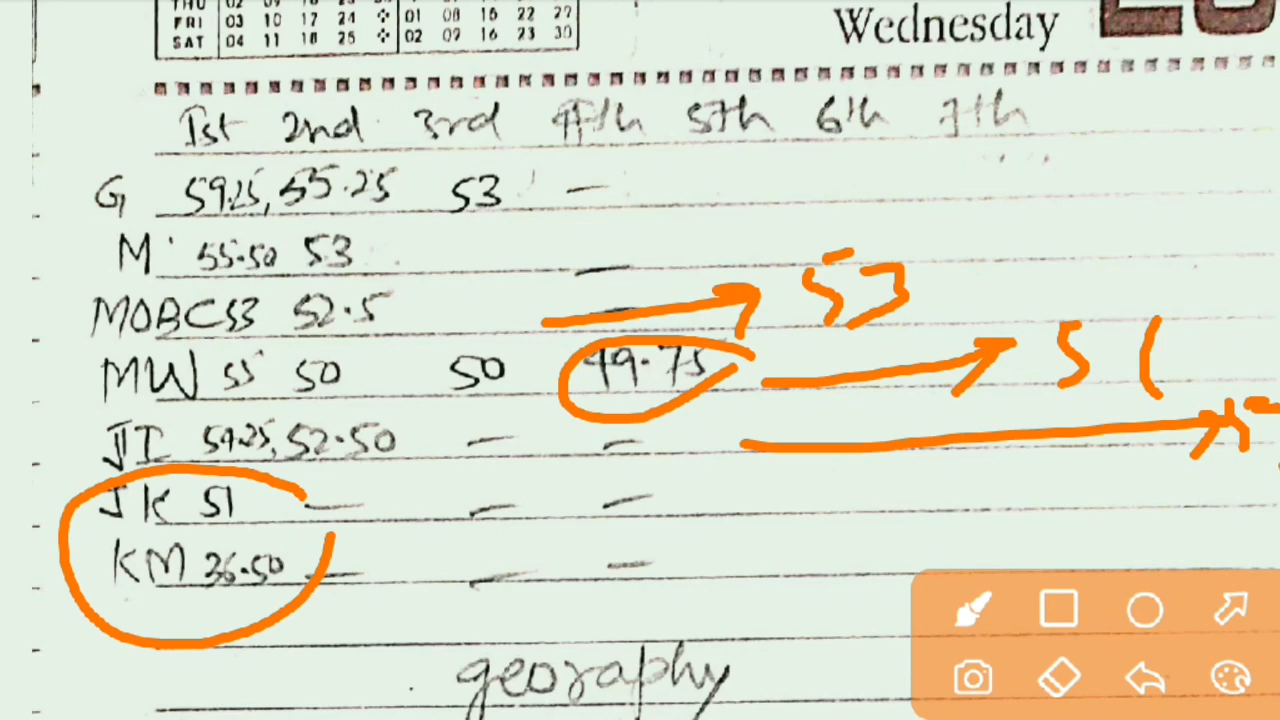 FRI 03 10 17 24 01 08 15 22 29
SAT 04 11 18 25 02 09 16 23 30
Wednesday
Ist 2nd 3rd 4th 5th 6th 7th
G 59.25, 55.25 53 —
M 55.50 53 —
MOBC 53 52.5 — 53
MW 55 50 50 49.75 51
JT 59.25, 52.50 — —
JK 51 — — —
KM 36.50 — — —
geography